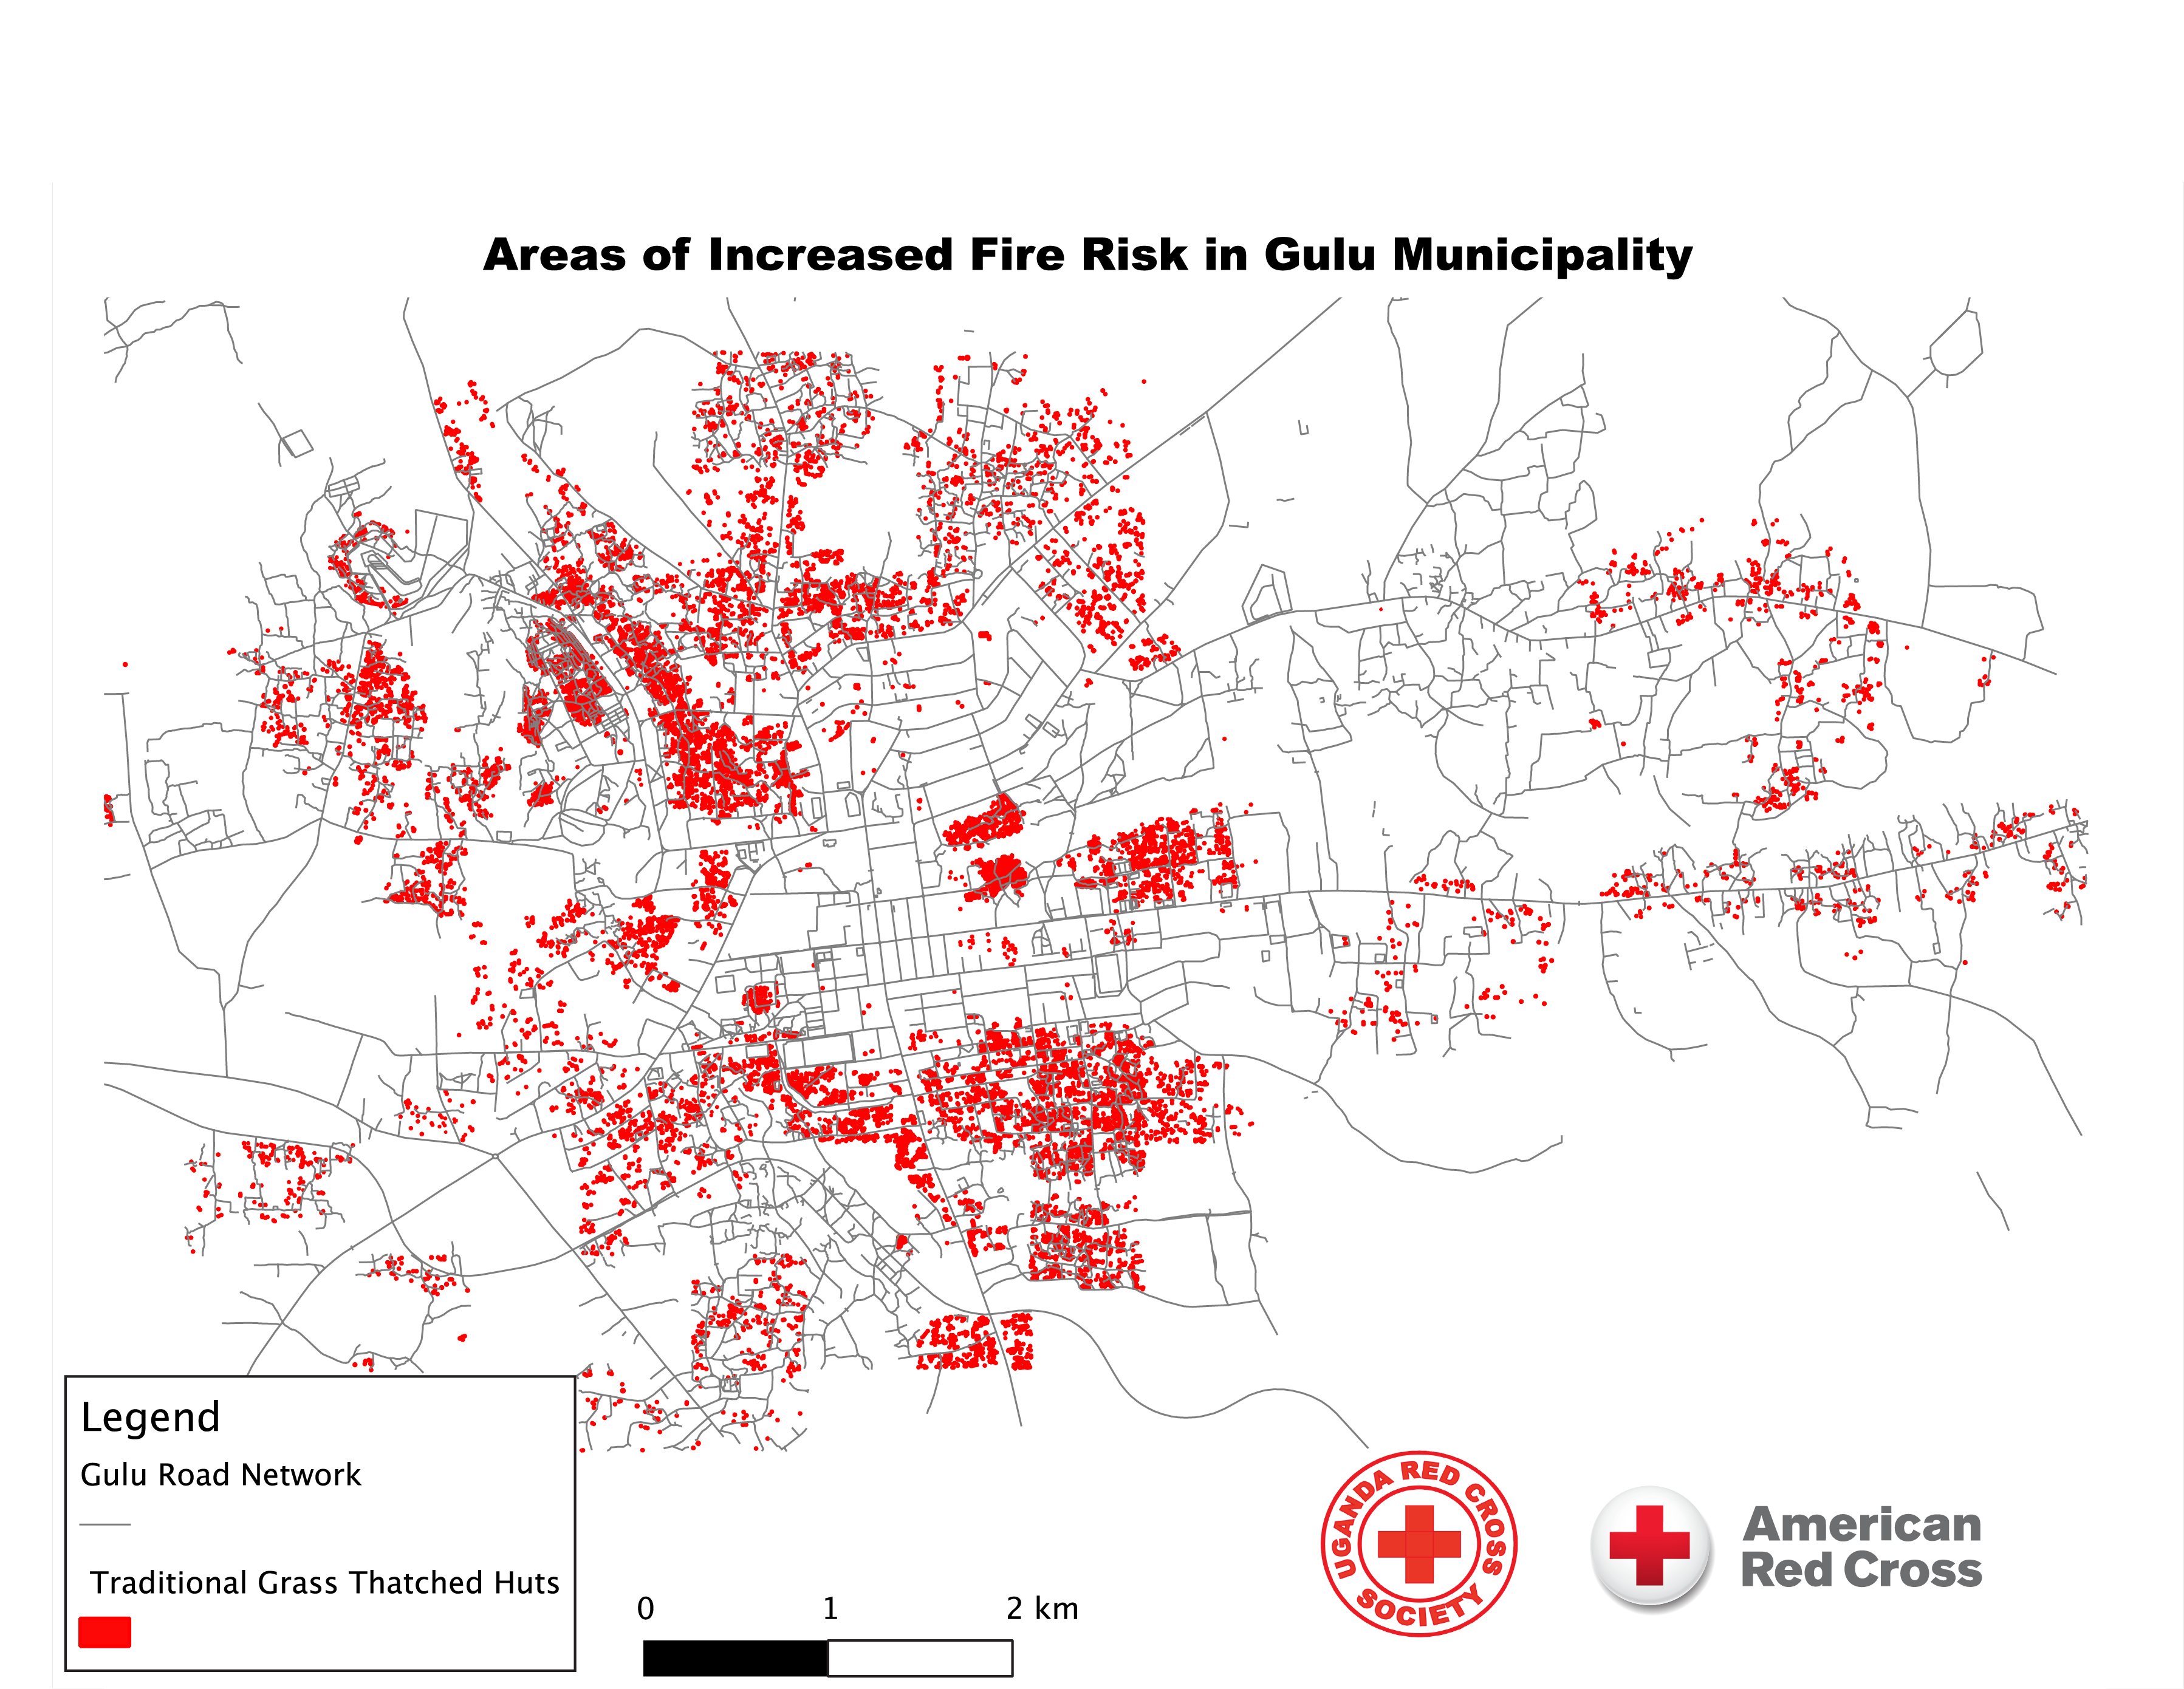 Areas of Increased Fire Risk in Gulu Municipality
Legend
Gulu Road Network
Traditional Grass Thatched Huts
0 1 2 km
UGANDA RED CROSS
SOCIETY
American
Red Cross